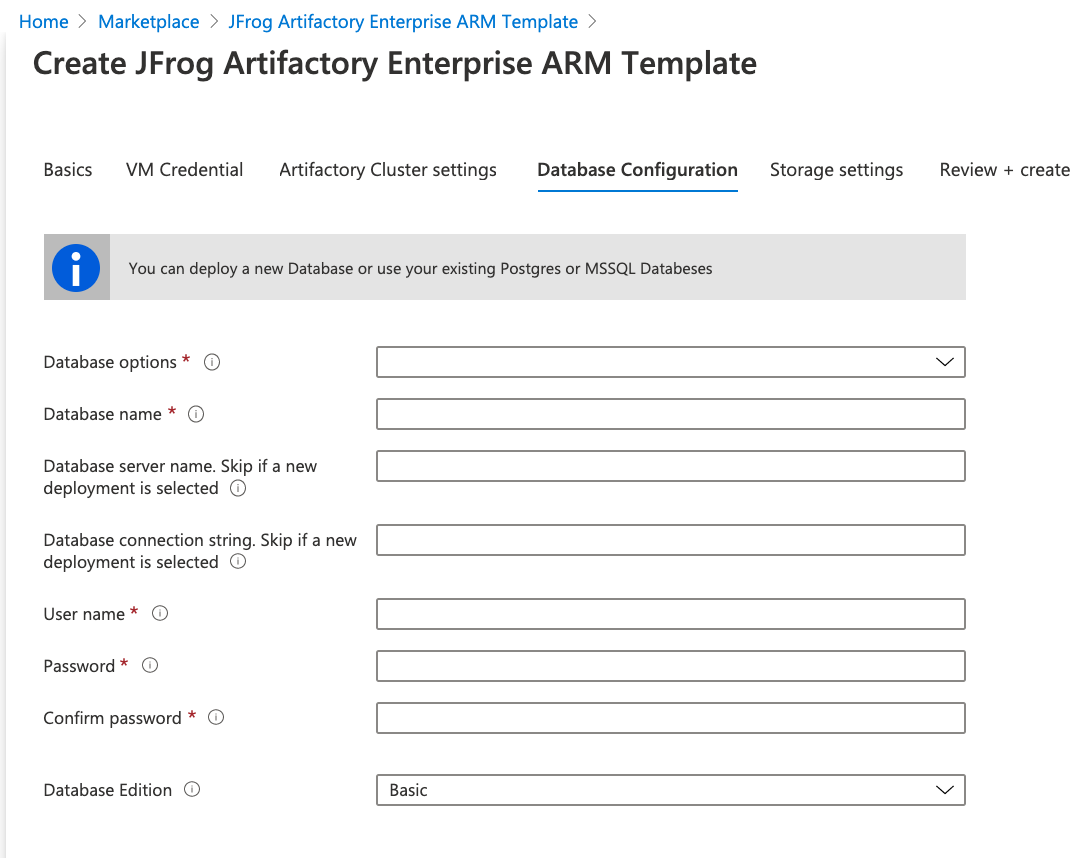 Home > Marketplace > JFrog Artifactory Enterprise ARM Template >
Create JFrog Artifactory Enterprise ARM Template
Basics VM Credential Artifactory Cluster settings Database Configuration Storage settings Review + create
You can deploy a new Database or use your existing Postgres or MSSQL Databeses
Database options *
Database name *
Database server name. Skip if a new
deployment is selected
Database connection string. Skip if a new
deployment is selected
User name *
Password *
Confirm password *
Database Edition Basic